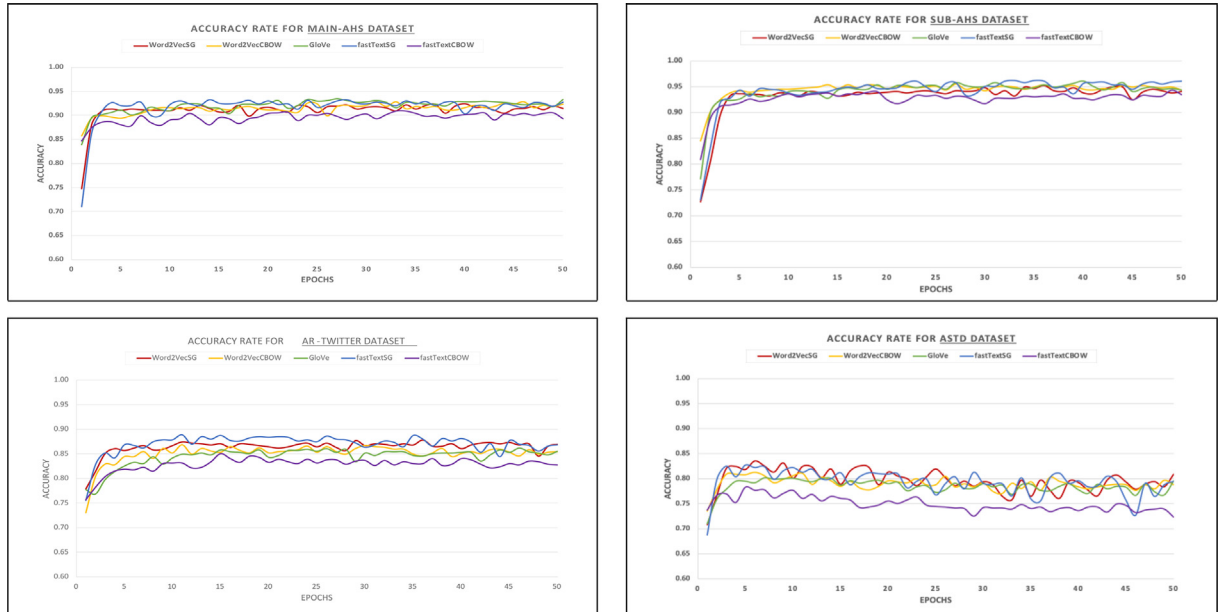 ACCURACY RATE FOR MAIN-AHS DATASET
Word2VecSG Word2VecCBOW GloVe fastTextSG fastTextCBOW
1.00
0.95
0.90
0.85
0.80
0.75
0.70
0.65
0.60
ACCURACY
0 5 10 15 20 25 30 35 40 45 50
EPOCHS
ACCURACY RATE FOR SUB-AHS DATASET
Word2VecSG Word2VecCBOW GloVe fastTextSG fastTextCBOW
1.00
0.95
0.90
0.85
0.80
0.75
0.70
0.65
0.60
ACCURACY
0 5 10 15 20 25 30 35 40 45 50
EPOCHS
ACCURACY RATE FOR AR-TWITTER DATASET
Word2VecSG Word2VecCBOW GloVe fastTextSG fastTextCBOW
1.00
0.95
0.90
0.85
0.80
0.75
0.70
0.65
0.60
ACCURACY
0 5 10 15 20 25 30 35 40 45 50
EPOCHS
ACCURACY RATE FOR ASTD DATASET
Word2VecSG Word2VecCBOW GloVe fastTextSG fastTextCBOW
1.00
0.95
0.90
0.85
0.80
0.75
0.70
0.65
0.60
ACCURACY
0 5 10 15 20 25 30 35 40 45 50
EPOCHS